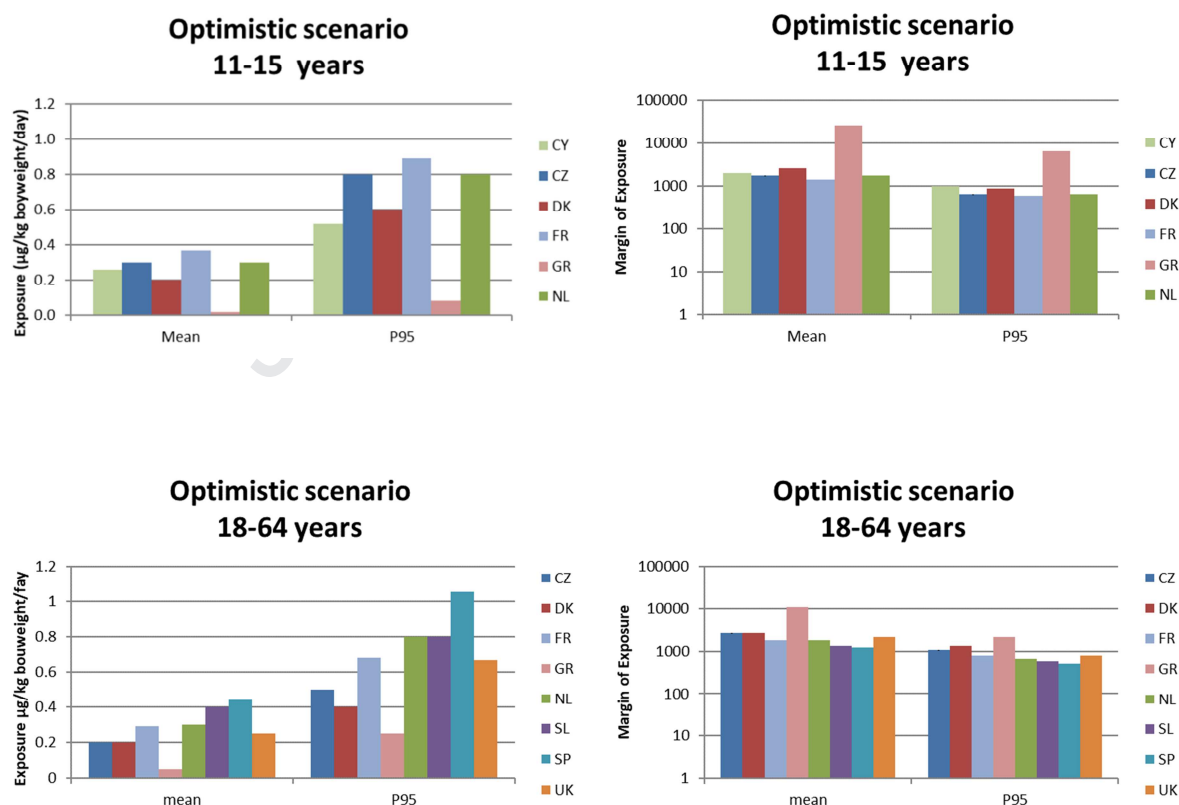 Optimistic scenario
11-15 years
Exposure (µg/kg boyweight/day)
1.2
1.0
0.8
0.6
0.4
0.2
0.0
Mean
P95
CY
CZ
DK
FR
GR
NL
Optimistic scenario
11-15 years
Margin of Exposure
100000
10000
1000
100
10
1
Mean
P95
CY
CZ
DK
FR
GR
NL
Optimistic scenario
18-64 years
Exposure µg/kg bouweight/fay
1.2
1
0.8
0.6
0.4
0.2
0
mean
P95
CZ
DK
FR
GR
NL
SL
SP
UK
Optimistic scenario
18-64 years
Margin of Exposure
100000
10000
1000
100
10
1
mean
P95
CZ
DK
FR
GR
NL
SL
SP
UK